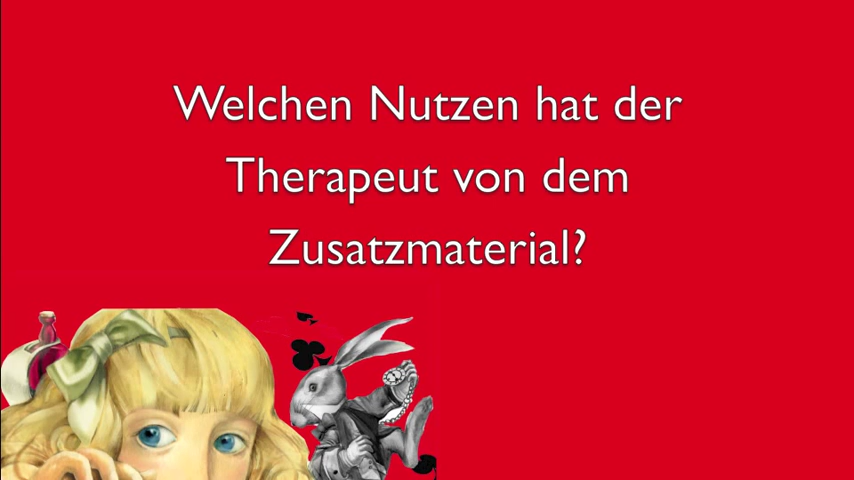 Welchen Nutzen hat der
Therapeut von dem
Zusatzmaterial?